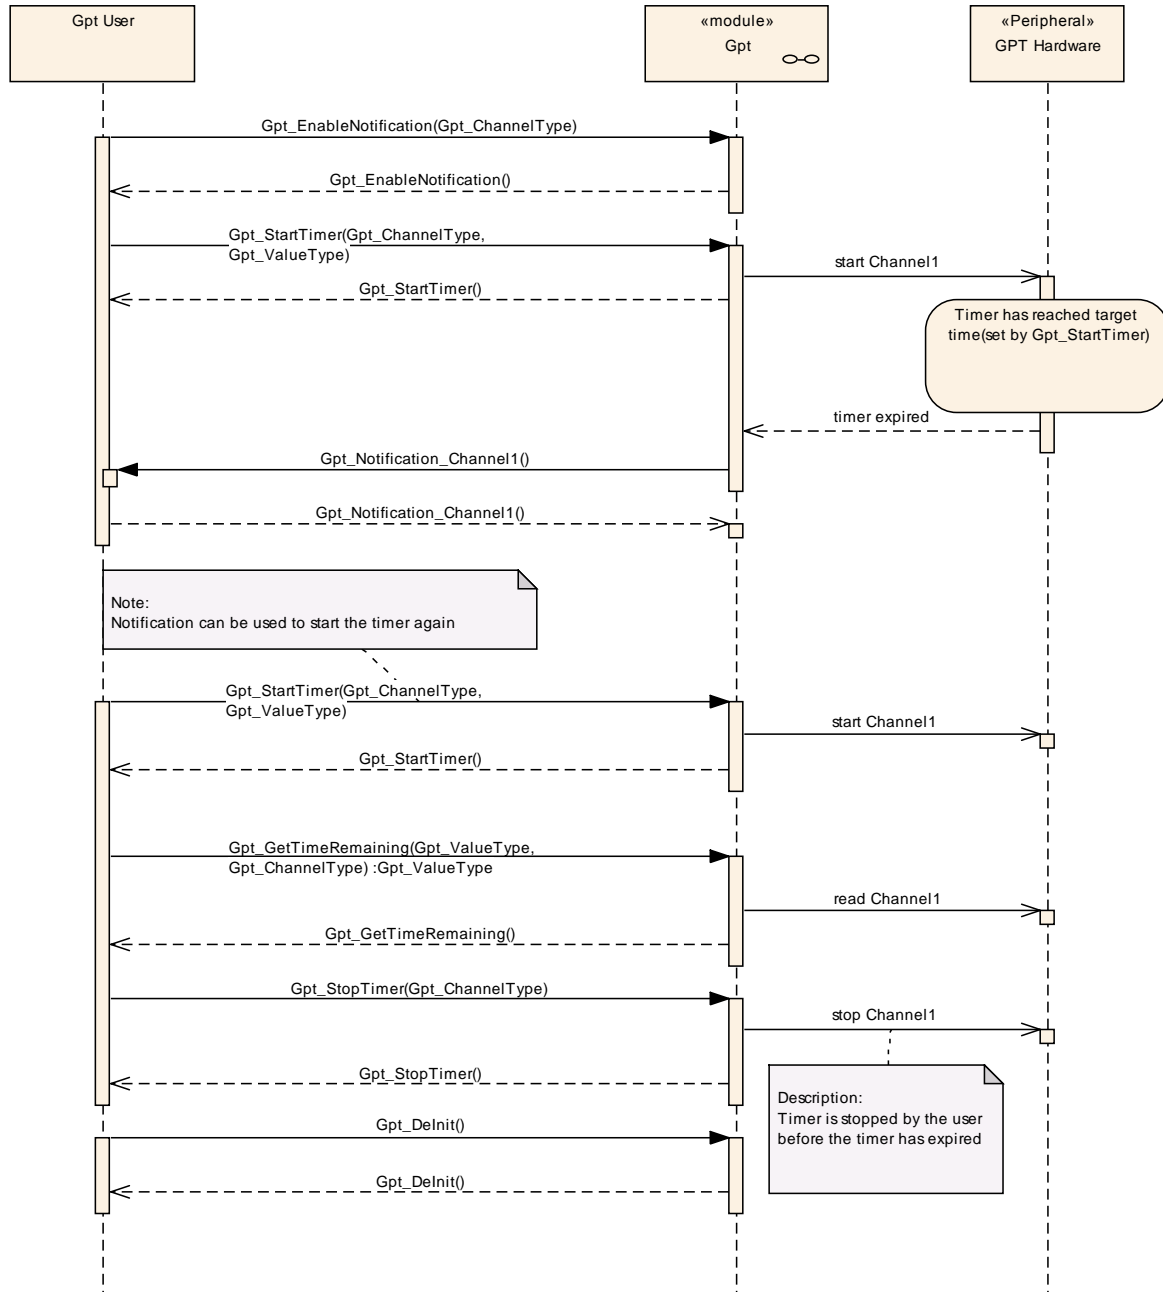 Gpt User
«module»
Gpt
«Peripheral»
GPT Hardware
Gpt_EnableNotification(Gpt_ChannelType)
Gpt_EnableNotification()
Gpt_StartTimer(Gpt_ChannelType,
Gpt_ValueType)
start Channel1
Gpt_StartTimer()
Timer has reached target
time(set by Gpt_StartTimer)
timer expired
Gpt_Notification_Channel1()
Gpt_Notification_Channel1()
Note:
Notification can be used to start the timer again
Gpt_StartTimer(Gpt_ChannelType,
Gpt_ValueType)
start Channel1
Gpt_StartTimer()
Gpt_GetTimeRemaining(Gpt_ValueType,
Gpt_ChannelType) :Gpt_ValueType
read Channel1
Gpt_GetTimeRemaining()
Gpt_StopTimer(Gpt_ChannelType)
stop Channel1
Gpt_StopTimer()
Description:
Timer is stopped by the user
before the timer has expired
Gpt_DeInit()
Gpt_DeInit()